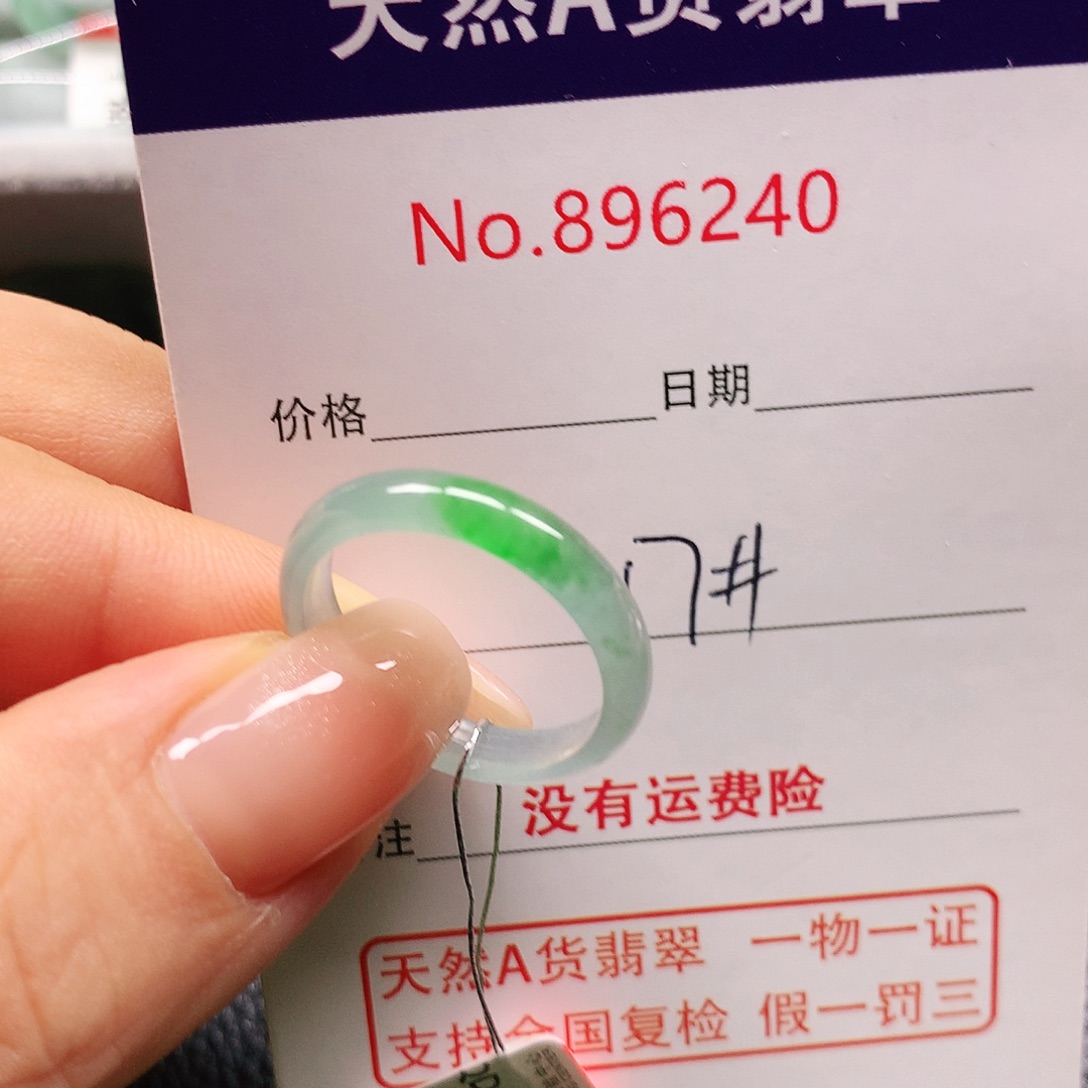 天然A货翡翠
No.896240
价格 日期
17#
没有运费险
注
天然A货翡翠 一物一证
支持全国复检 假一罚三